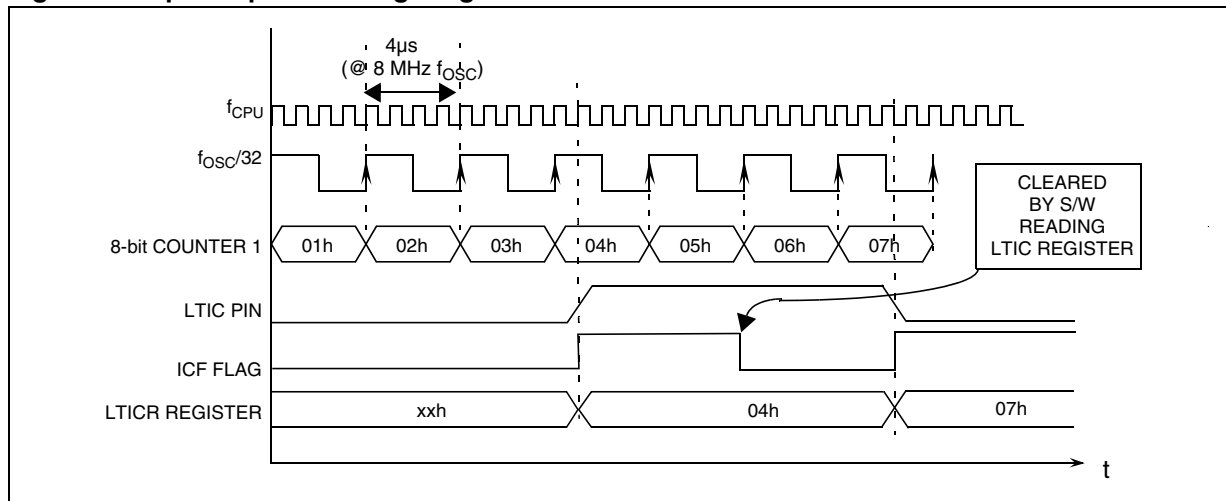 4µs
(@ 8 MHz fOSC)
fCPU
fOSC/32
CLEARED
BY S/W
READING
LTIC REGISTER
8-bit COUNTER 1
01h 02h 03h 04h 05h 06h 07h
LTIC PIN
ICF FLAG
LTICR REGISTER
xxh 04h 07h
t